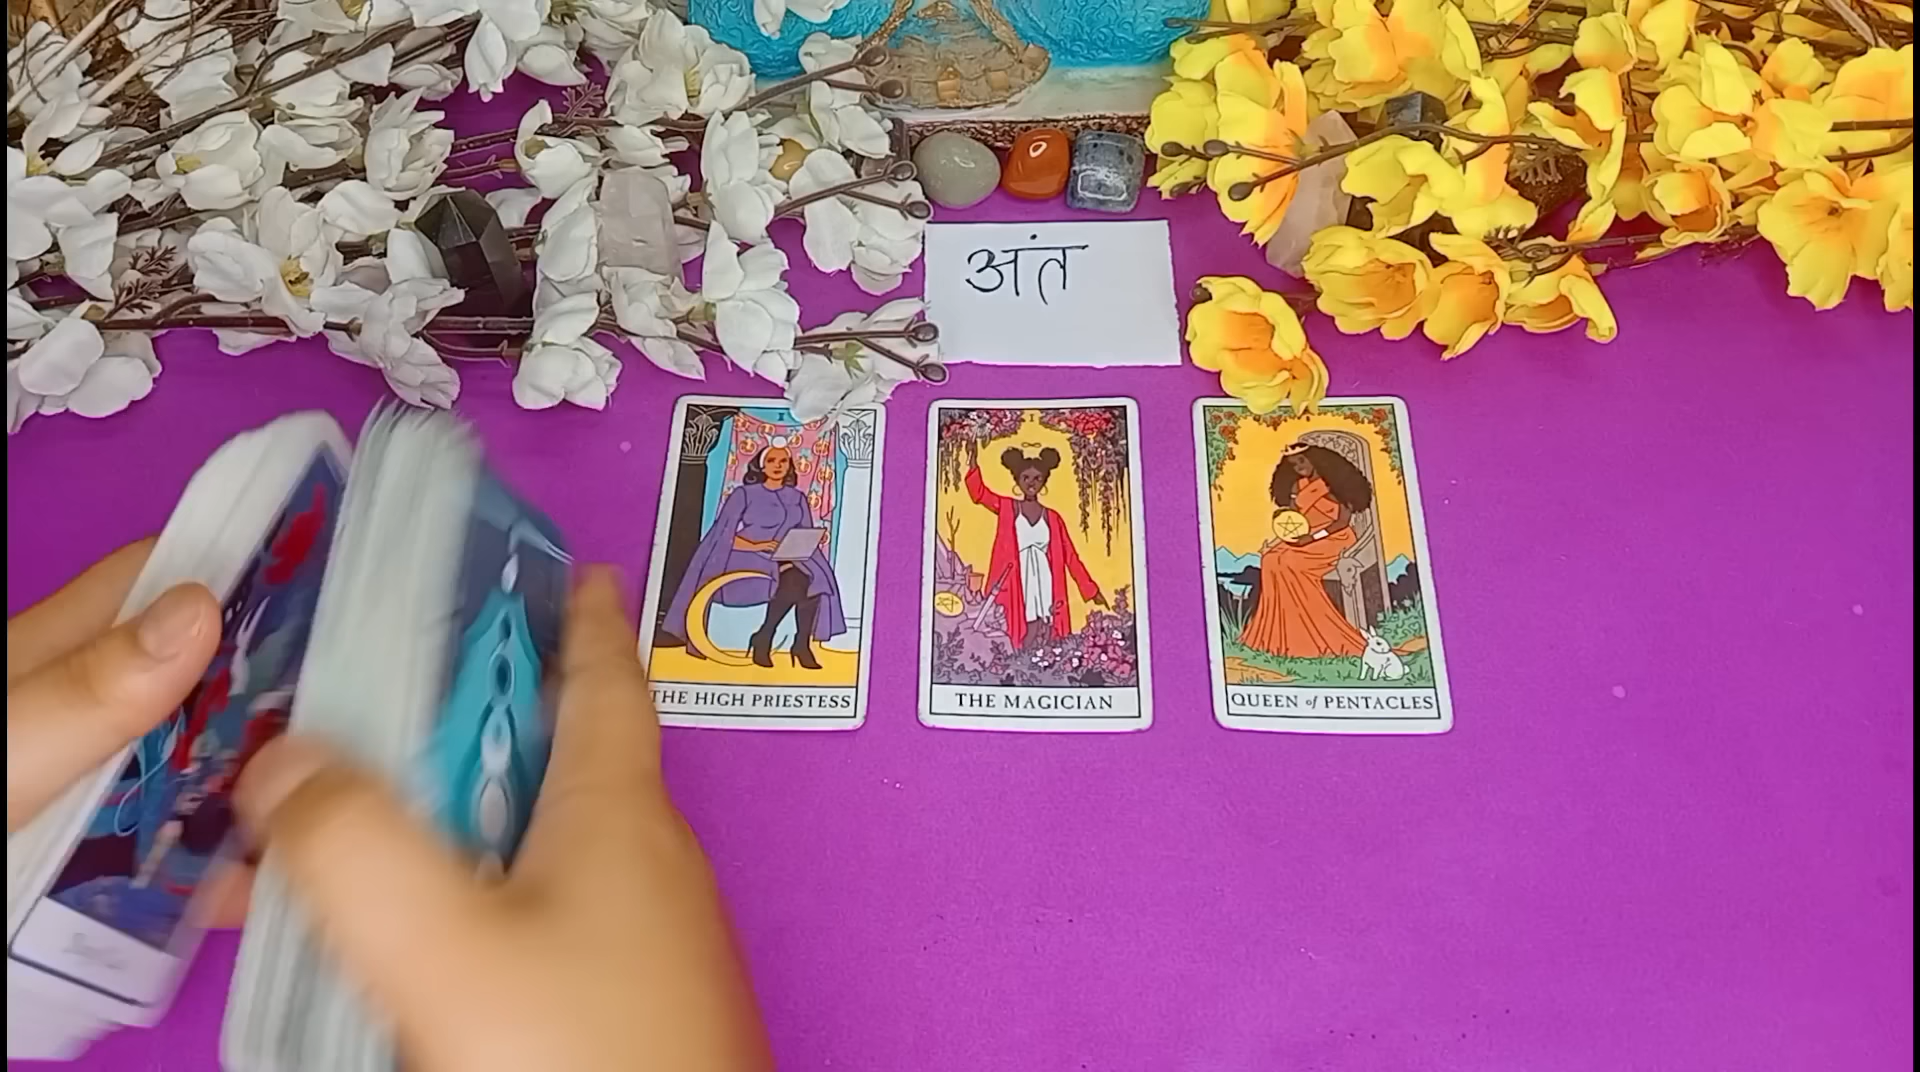 अंत
I
I
THE HIGH PRIESTESS
THE MAGICIAN
QUEEN of PENTACLES